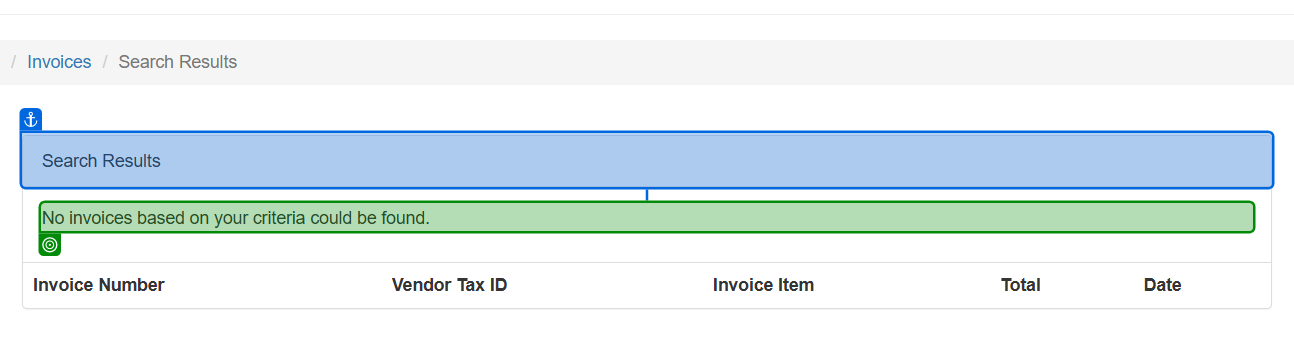 / Invoices / Search Results
Search Results
No invoices based on your criteria could be found.
Invoice Number Vendor Tax ID Invoice Item Total Date